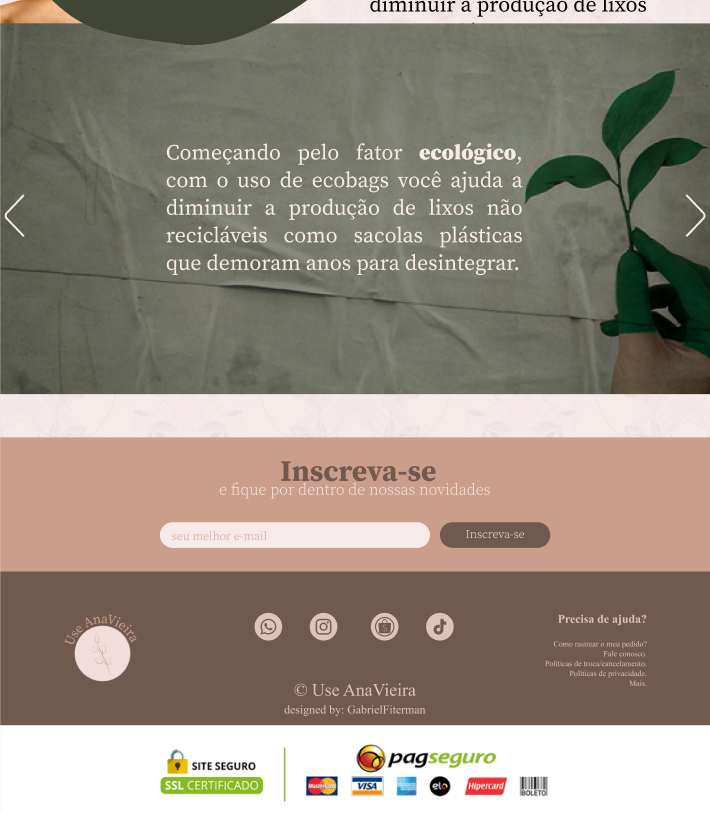 diminuir a produção de lixos
Começando pelo fator ecológico,
com o uso de ecobags você ajuda a
diminuir a produção de lixos não
recicláveis como sacolas plásticas
que demoram anos para desintegrar.
Inscreva-se
e fique por dentro de nossas novidades
seu melhor e-mail
Inscreva-se
Use AnaVieira
S
Precisa de ajuda?
Como rastrear o meu pedido?
Fale conosco.
Políticas de troca/cancelamento.
Políticas de privacidade.
Mais.
© Use AnaVieira
designed by: GabrielFiterman
SITE SEGURO
SSL CERTIFICADO
pagseguro
MasterCard
VISA
elo
Hipercard
BOLETO